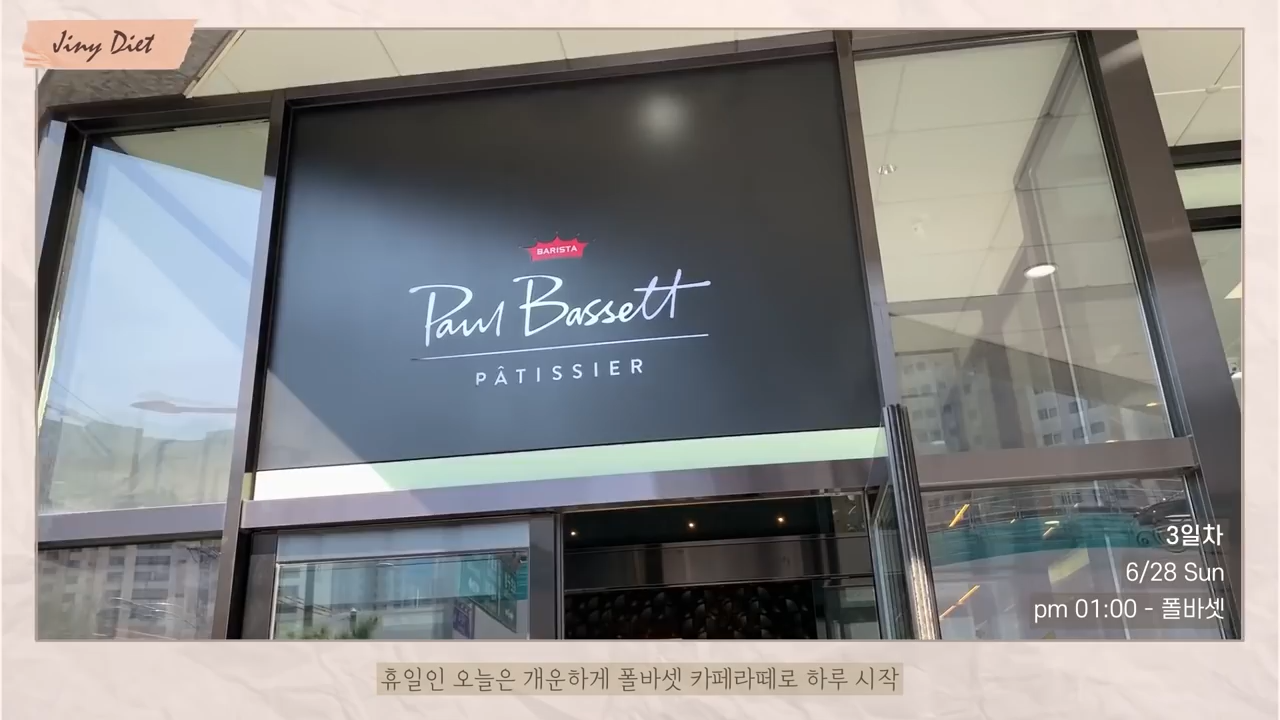 Jiny Diet
BARISTA
Paul Bassett
PÂTISSIER
3일차
6/28 Sun
pm 01:00 - 폴바셋
휴일인 오늘은 개운하게 폴바셋 카페라떼로 하루 시작